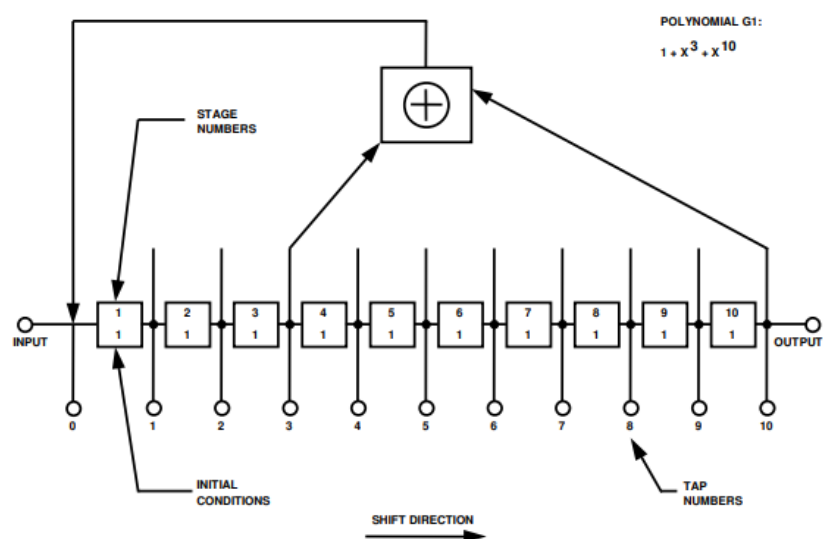 POLYNOMIAL G1:
1 + X^3 + X^10
STAGE
NUMBERS
1 2 3 4 5 6 7 8 9 10
1 1 1 1 1 1 1 1 1 1
INPUT
OUTPUT
0 1 2 3 4 5 6 7 8 9 10
INITIAL
CONDITIONS
TAP
NUMBERS
SHIFT DIRECTION